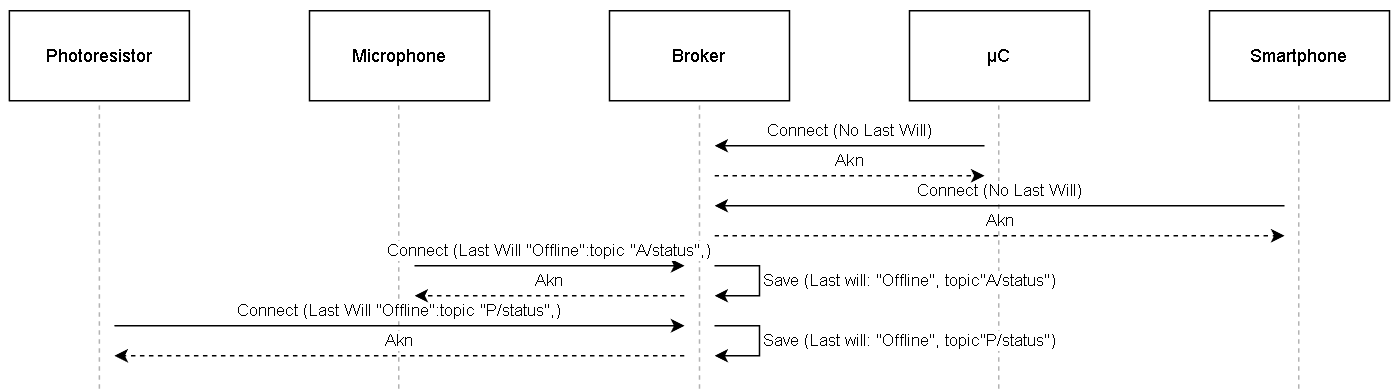 Photoresistor
Microphone
Broker
µC
Smartphone
Connect (No Last Will)
Akn
Connect (No Last Will)
Akn
Connect (Last Will "Offline":topic "A/status",)
Akn
Save (Last will: "Offline", topic"A/status")
Connect (Last Will "Offline":topic "P/status",)
Akn
Save (Last will: "Offline", topic"P/status")